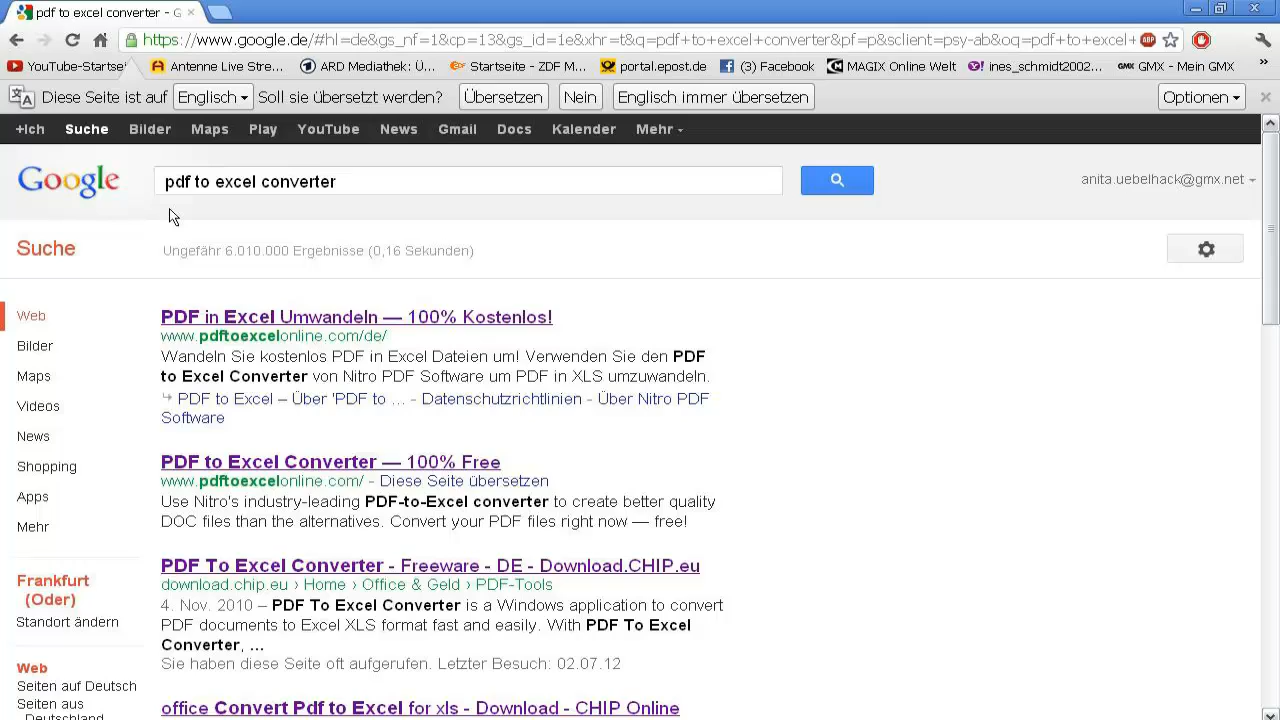 pdf to excel converter - G
https://www.google.de/#hl=de&gs_nf=1&cp=13&gs_id=1e&xhr=t&q=pdf+to+excel+converter&pf=p&sclient=psy-ab&oq=pdf+to+excel+
YouTube-Startse Antenne Live Stre... ARD Mediathek: Ü... Startseite - ZDF M... portal.epost.de (3) Facebook MAGIX Online Welt ines_schmidt2002... GMX - Mein GMX »
Diese Seite ist auf Englisch Soll sie übersetzt werden? Übersetzen Nein Englisch immer übersetzen Optionen
+Ich Suche Bilder Maps Play YouTube News Gmail Docs Kalender Mehr
Google pdf to excel converter anita.uebelhack@gmx.net
Suche Ungefähr 6.010.000 Ergebnisse (0,16 Sekunden)
Web
Bilder
Maps
Videos
News
Shopping
Apps
Mehr
Frankfurt
(Oder)
Standort ändern
Web
Seiten auf Deutsch
Seiten aus
Deutschland
PDF in Excel Umwandeln — 100% Kostenlos!
www.pdftoexcelonline.com/de/
Wandeln Sie kostenlos PDF in Excel Dateien um! Verwenden Sie den PDF
to Excel Converter von Nitro PDF Software um PDF in XLS umzuwandeln.
PDF to Excel – Über 'PDF to ... - Datenschutzrichtlinien - Über Nitro PDF
Software
PDF to Excel Converter — 100% Free
www.pdftoexcelonline.com/ - Diese Seite übersetzen
Use Nitro's industry-leading PDF-to-Excel converter to create better quality
DOC files than the alternatives. Convert your PDF files right now — free!
PDF To Excel Converter - Freeware - DE - Download.CHIP.eu
download.chip.eu › Home › Office & Geld › PDF-Tools
4. Nov. 2010 – PDF To Excel Converter is a Windows application to convert
PDF documents to Excel XLS format fast and easily. With PDF To Excel
Converter, ...
Sie haben diese Seite oft aufgerufen. Letzter Besuch: 02.07.12
office Convert Pdf to Excel for xls - Download - CHIP Online